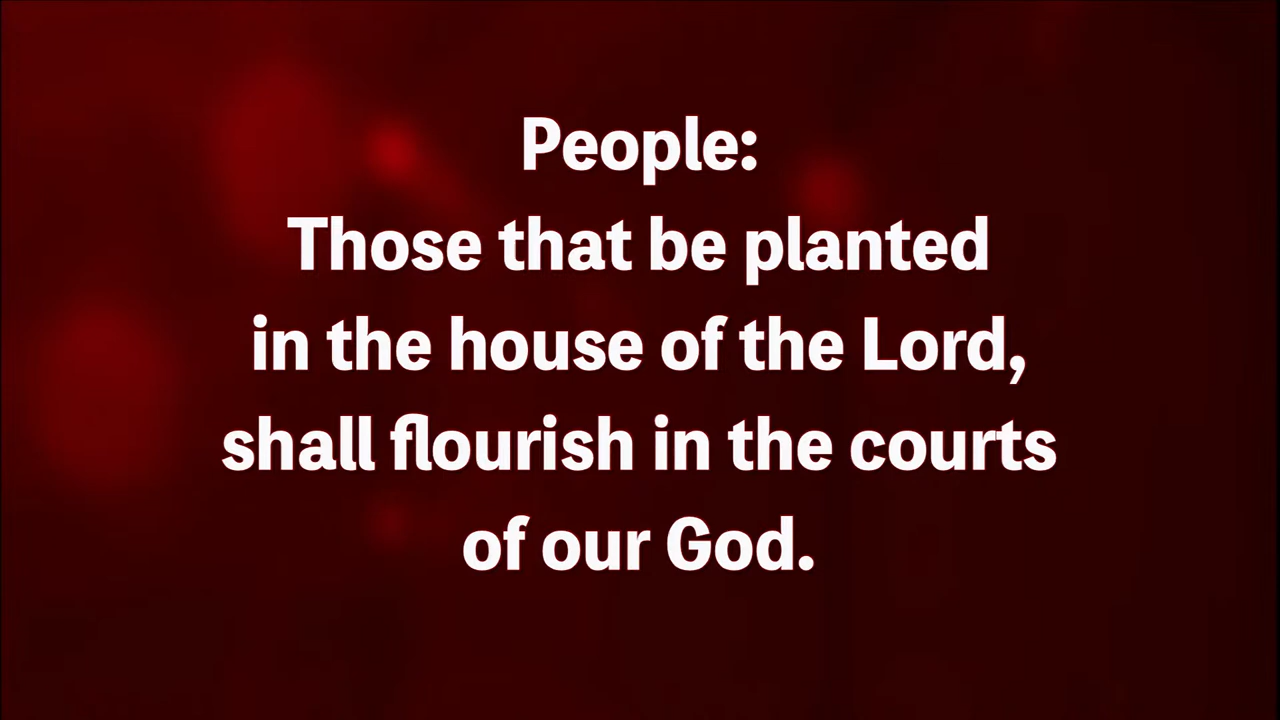 People:
Those that be planted
in the house of the Lord,
shall flourish in the courts
of our God.